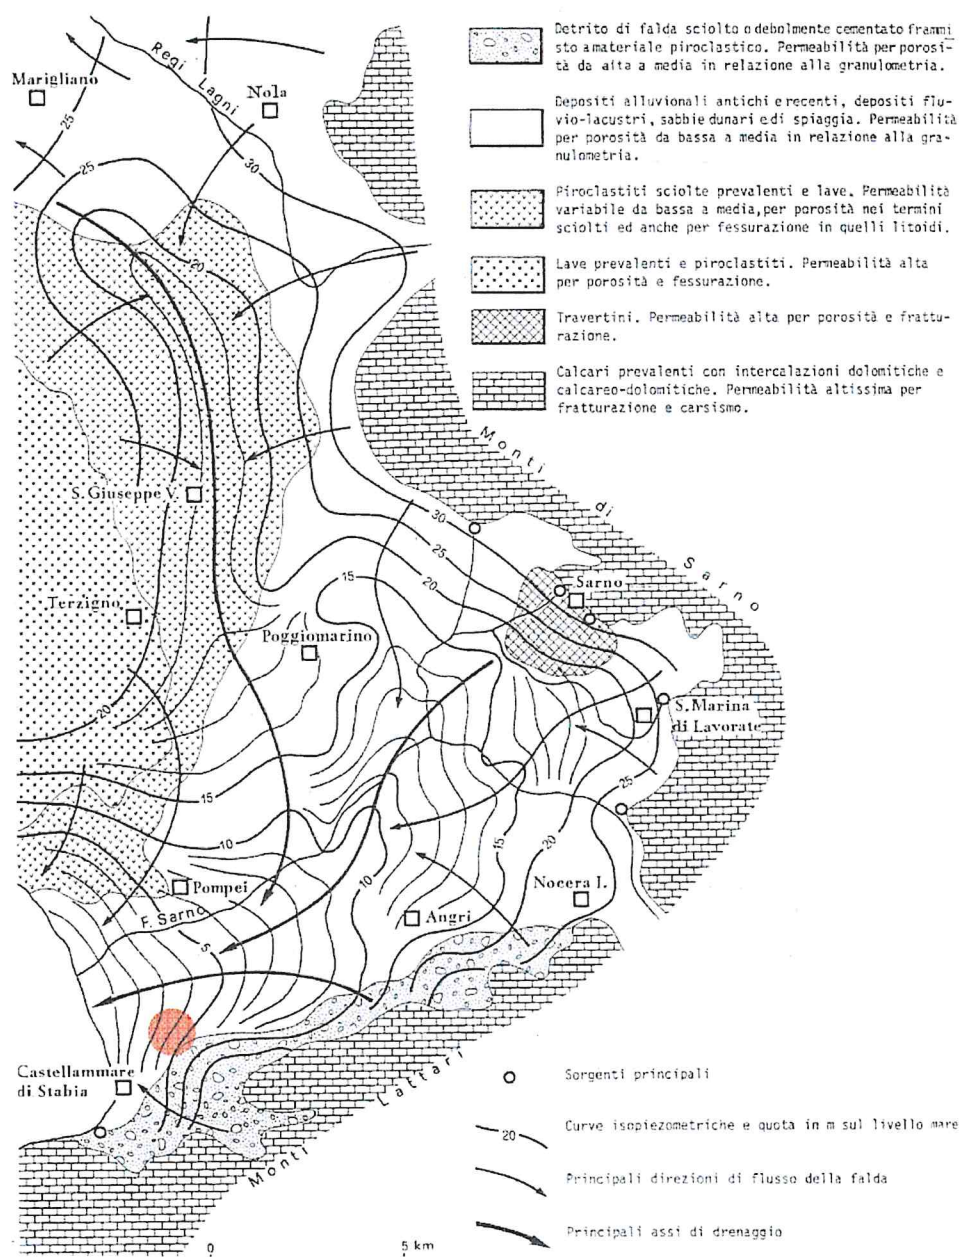 Detrito di falda sciolto o debolmente cementato frammi
sto a materiale piroclastico. Permeabilità per porosi-
tà da alta a media in relazione alla granulometria.
Depositi alluvionali antichi e recenti, depositi flu-
vio-lacustri, sabbie dunari e di spiaggia. Permeabilità
per porosità da bassa a media in relazione alla gra-
nulometria.
Piroclastiti sciolte prevalenti e lave. Permeabilità
variabile da bassa a media, per porosità nei termini
sciolti ed anche per fessurazione in quelli litoidi.
Lave prevalenti e piroclastiti. Permeabilità alta
per porosità e fessurazione.
Travertini. Permeabilità alta per porosità e frattu-
razione.
Calcari prevalenti con intercalazioni dolomitiche e
calcareo-dolomitiche. Permeabilità altissima per
fratturazione e carsismo.
Regi Lagni
Marigliano
Nola
25
30
25
20
Monti di Sarno
S. Giuseppe V.
30
25
20
15
Sarno
Terzigno
Poggiomarino
20
S. Marina
di Lavorate
25
15
10
15
20
10
Nocera I.
Pompei
F. Sarno
Angri
5
Castellammare
di Stabia
Monti Lattari
Sorgenti principali
20
Curve isopiezometriche e quota in m sul livello mare
Principali direzioni di flusso della falda
Principali assi di drenaggio
0
5 km